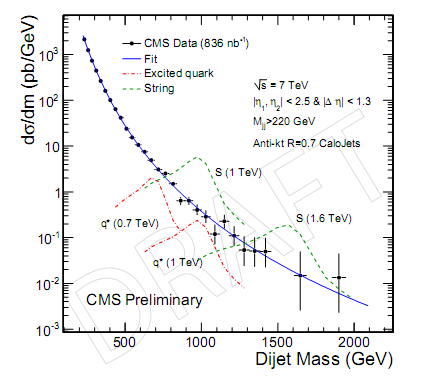 dσ/dm (pb/GeV)
10³
10²
10
1
10⁻¹
10⁻²
10⁻³
CMS Data (836 nb⁻¹)
Fit
Excited quark
String
√s = 7 TeV
|η₁, η₂| < 2.5 & |Δ η| < 1.3
Mjj>220 GeV
Anti-kt R=0.7 CaloJets
S (1 TeV)
q* (0.7 TeV)
S (1.6 TeV)
q* (1 TeV)
DRAFT
CMS Preliminary
500 1000 1500 2000
Dijet Mass (GeV)